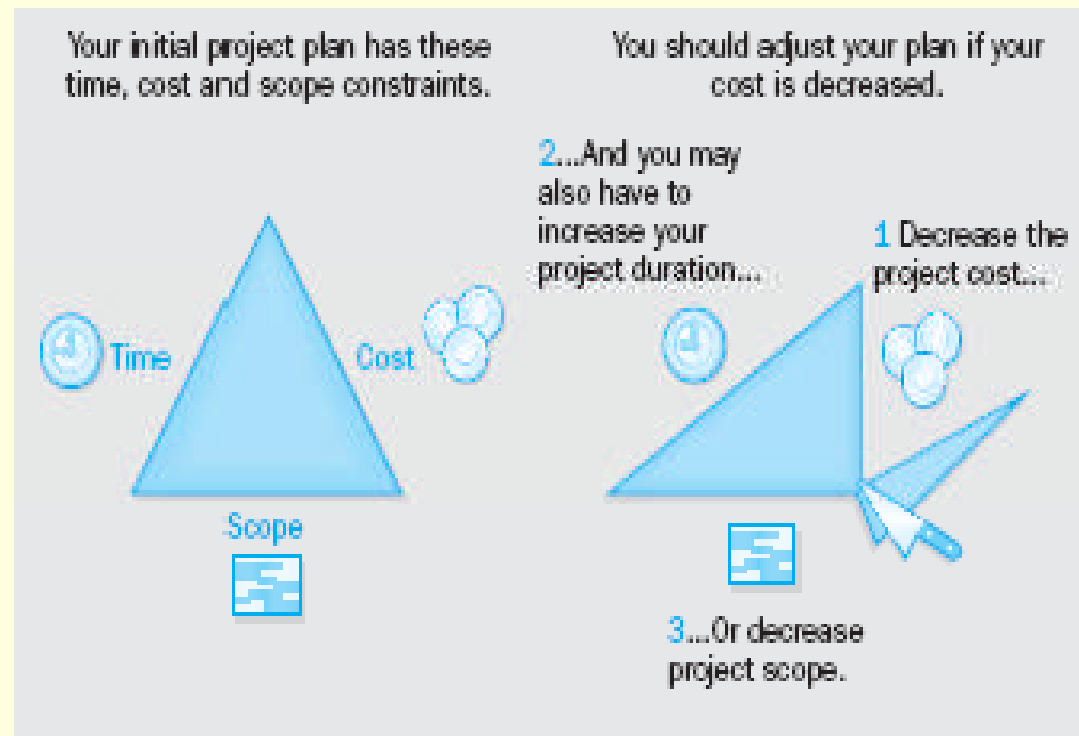 Your initial project plan has these
time, cost and scope constraints.
Time
Cost
Scope
You should adjust your plan if your
cost is decreased.
2...And you may
also have to
increase your
project duration...
1 Decrease the
project cost...
3...Or decrease
project scope.